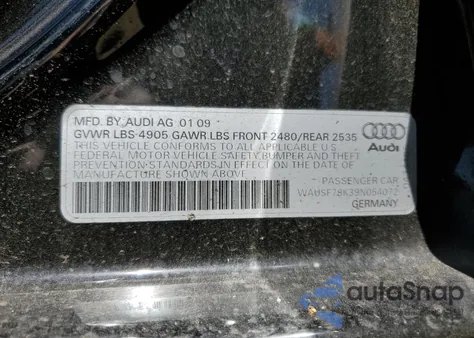 MFD. BY AUDI AG 01 09
GVWR LBS 4905 GAWR LBS FRONT 2480/REAR 2535
THIS VEHICLE CONFORMS TO ALL APPLICABLE U S
FEDERAL MOTOR VEHICLE SAFETY,BUMPER AND THEFT
PREVENTION STANDARDS IN EFFECT ON THE DATE OF
MANUFACTURE SHOWN ABOVE
Audi
PASSENGER CAR
GERMANY
autoSnap